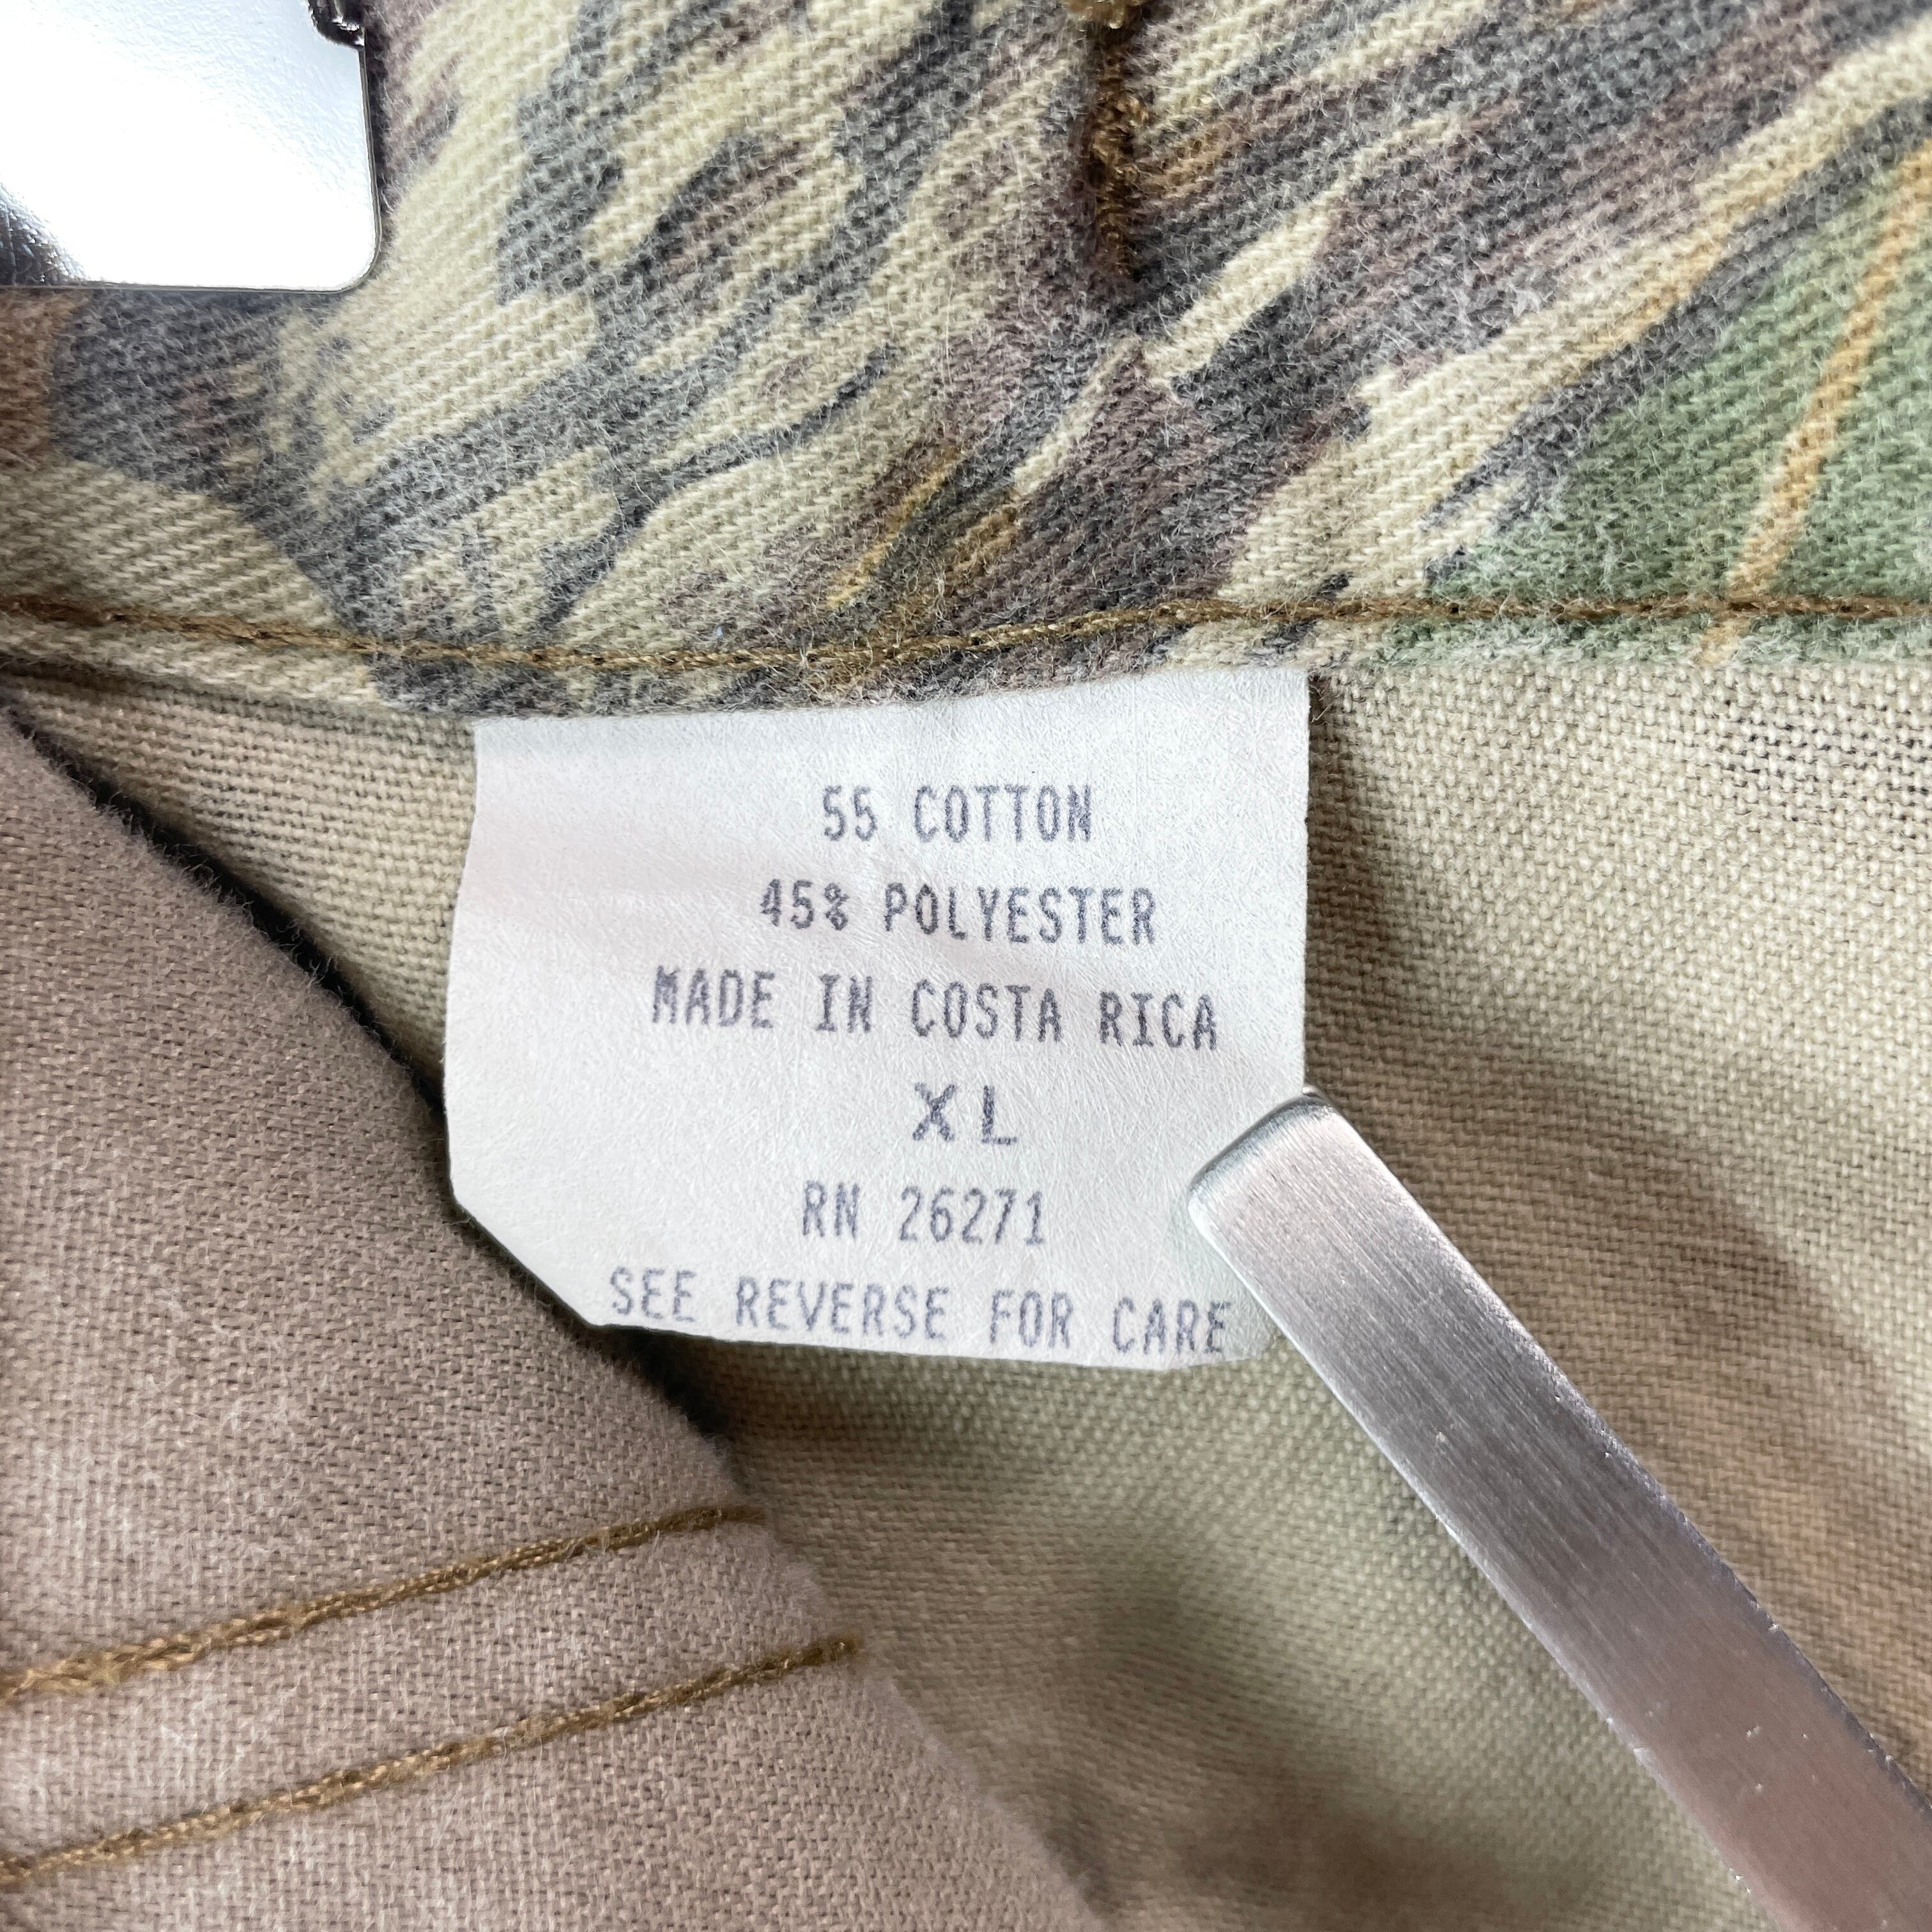 55 COTTON
45% POLYESTER
MADE IN COSTA RICA
XL
RN 26271
SEE REVERSE FOR CARE